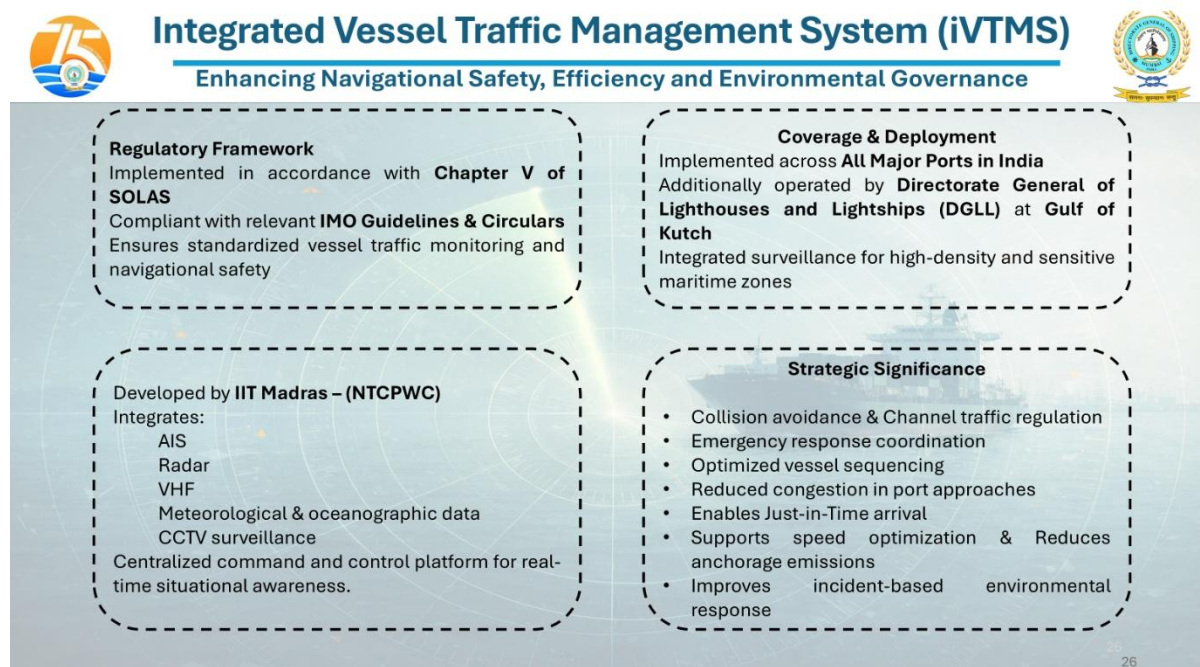 75
Integrated Vessel Traffic Management System (iVTMS)
Enhancing Navigational Safety, Efficiency and Environmental Governance
Regulatory Framework
Implemented in accordance with Chapter V of
SOLAS
Compliant with relevant IMO Guidelines & Circulars
Ensures standardized vessel traffic monitoring and
navigational safety
Coverage & Deployment
Implemented across All Major Ports in India
Additionally operated by Directorate General of
Lighthouses and Lightships (DGLL) at Gulf of
Kutch
Integrated surveillance for high-density and sensitive
maritime zones
Developed by IIT Madras – (NTCPWC)
Integrates:
AIS
Radar
VHF
Meteorological & oceanographic data
CCTV surveillance
Centralized command and control platform for real-
time situational awareness.
Strategic Significance
• Collision avoidance & Channel traffic regulation
• Emergency response coordination
• Optimized vessel sequencing
• Reduced congestion in port approaches
• Enables Just-in-Time arrival
• Supports speed optimization & Reduces
anchorage emissions
• Improves incident-based environmental
response
26
26